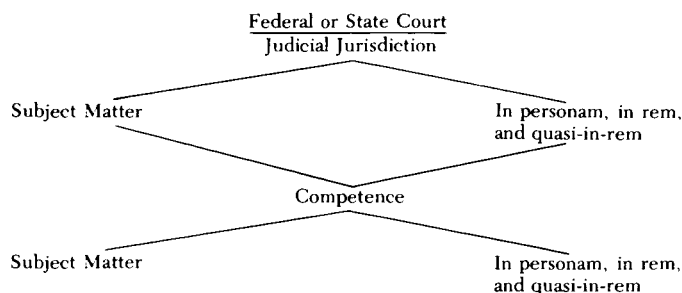 Federal or State Court
Judicial Jurisdiction
Subject Matter
In personam, in rem,
and quasi-in-rem
Competence
Subject Matter
In personam, in rem,
and quasi-in-rem